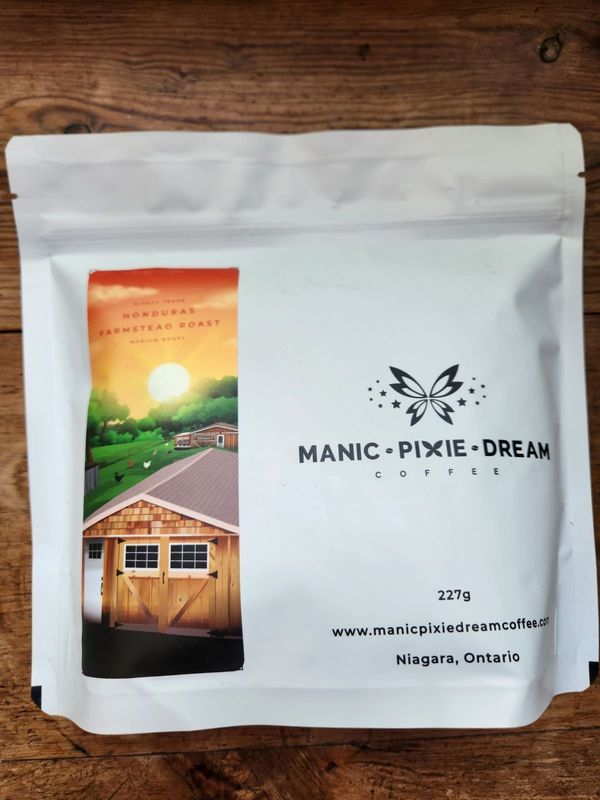 DIRECT TRADE
HONDURAS
FARMSTEAD ROAST
MEDIUM ROAST
MANIC-PIXIE-DREAM
COFFEE
227g
www.manicpixiedreamcoffee.com
Niagara, Ontario